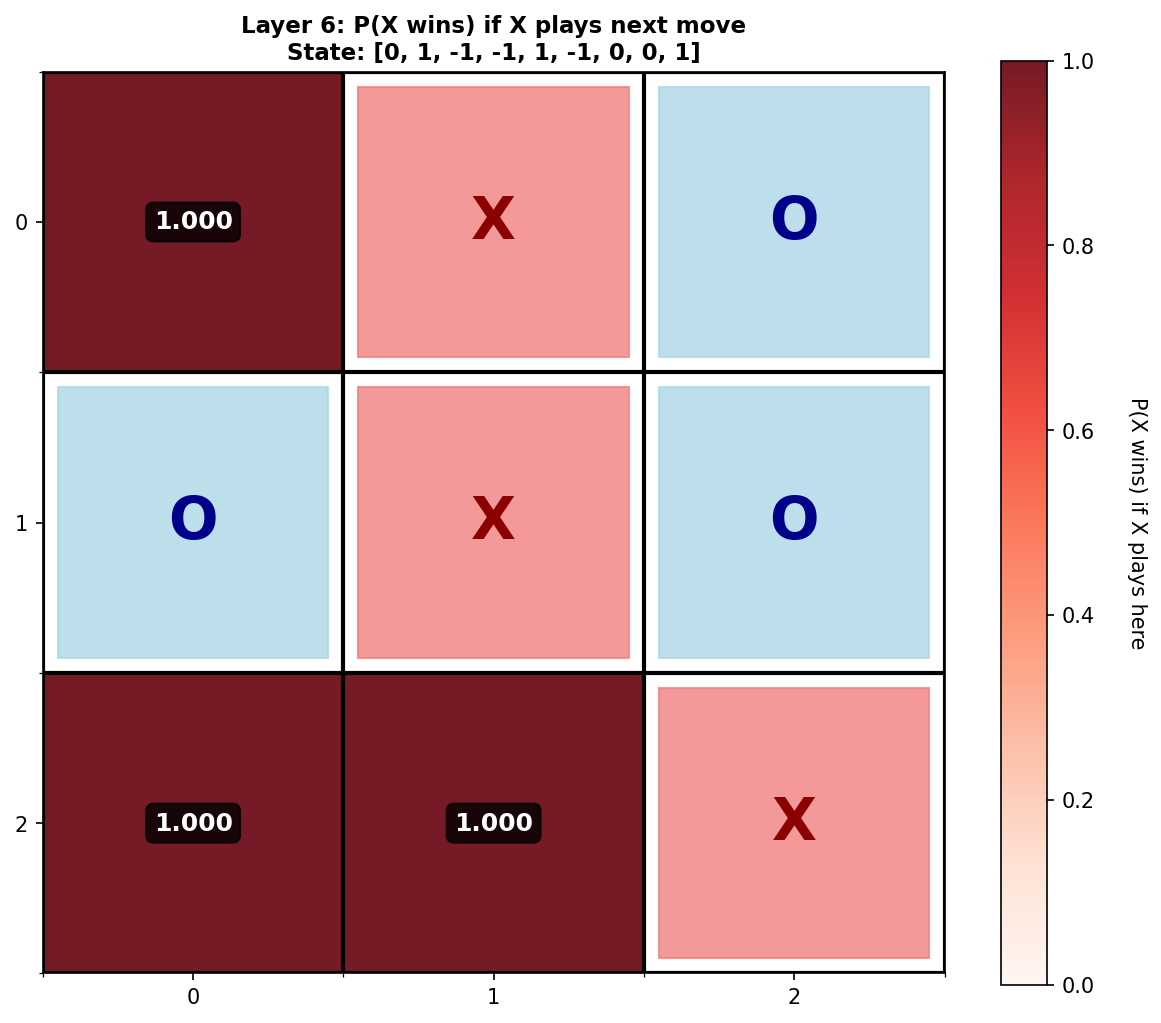 Layer 6: P(X wins) if X plays next move
State: [0, 1, -1, -1, 1, -1, 0, 0, 1]
0
1.000
X
O
1
O
X
O
2
1.000
1.000
X
0
1
2
1.0
0.8
0.6
0.4
0.2
0.0
P(X wins) if X plays here